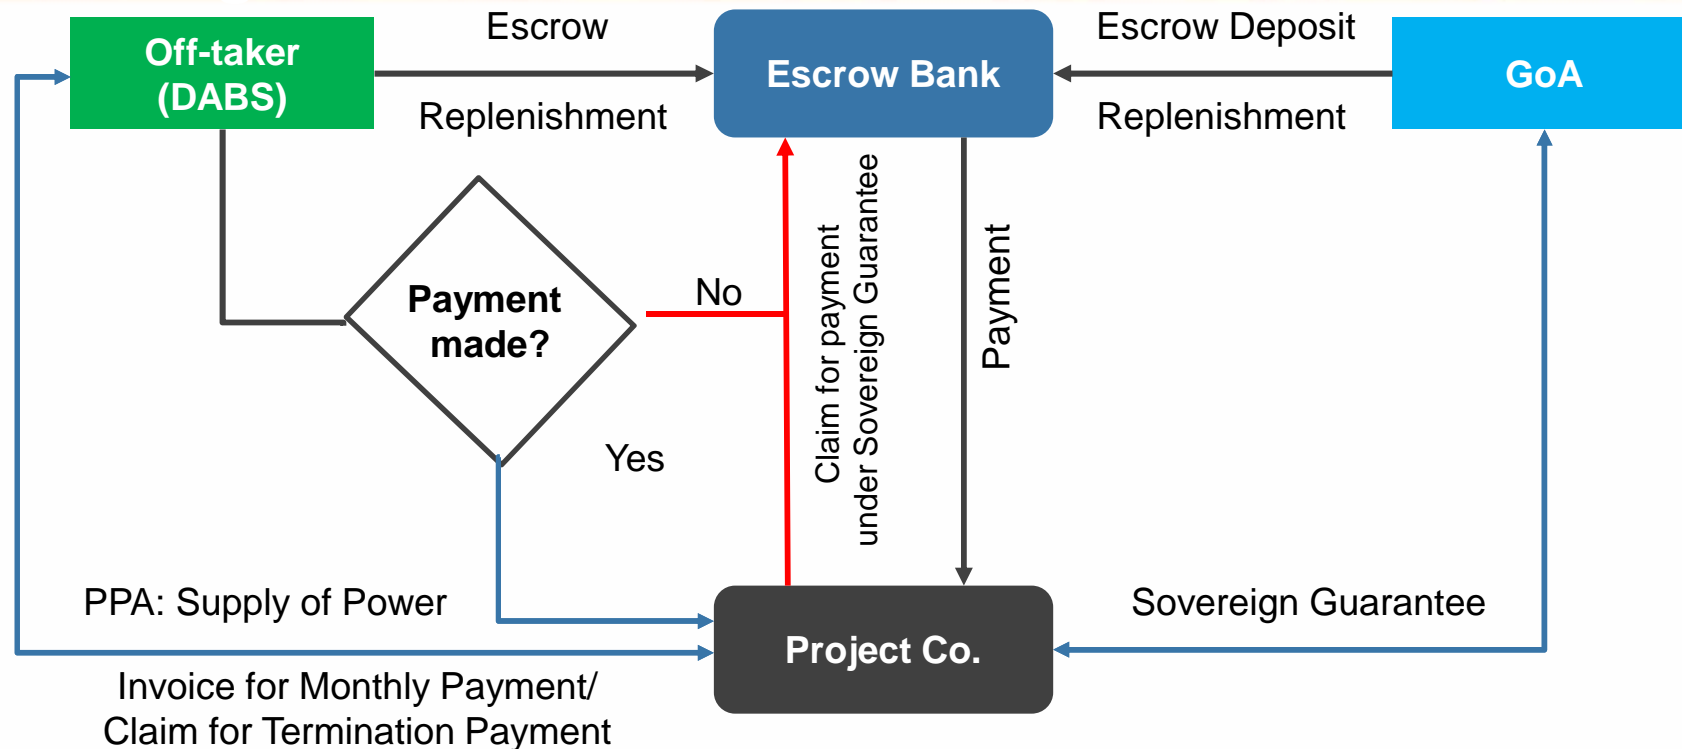 Off-taker
(DABS)
Escrow
Replenishment
Escrow Bank
Escrow Deposit
Replenishment
GoA
Payment
made?
No
Yes
Claim for payment
under Sovereign Guarantee
Payment
PPA: Supply of Power
Invoice for Monthly Payment/
Claim for Termination Payment
Project Co.
Sovereign Guarantee